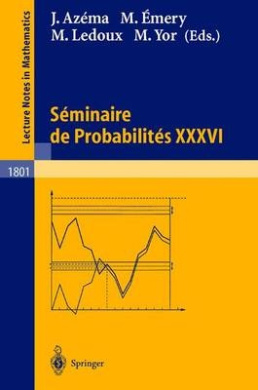 J. Azéma M. Émery
M. Ledoux M. Yor (Eds.)
Lecture Notes in Mathematics
1801
Séminaire
de Probabilités XXXVI
Springer